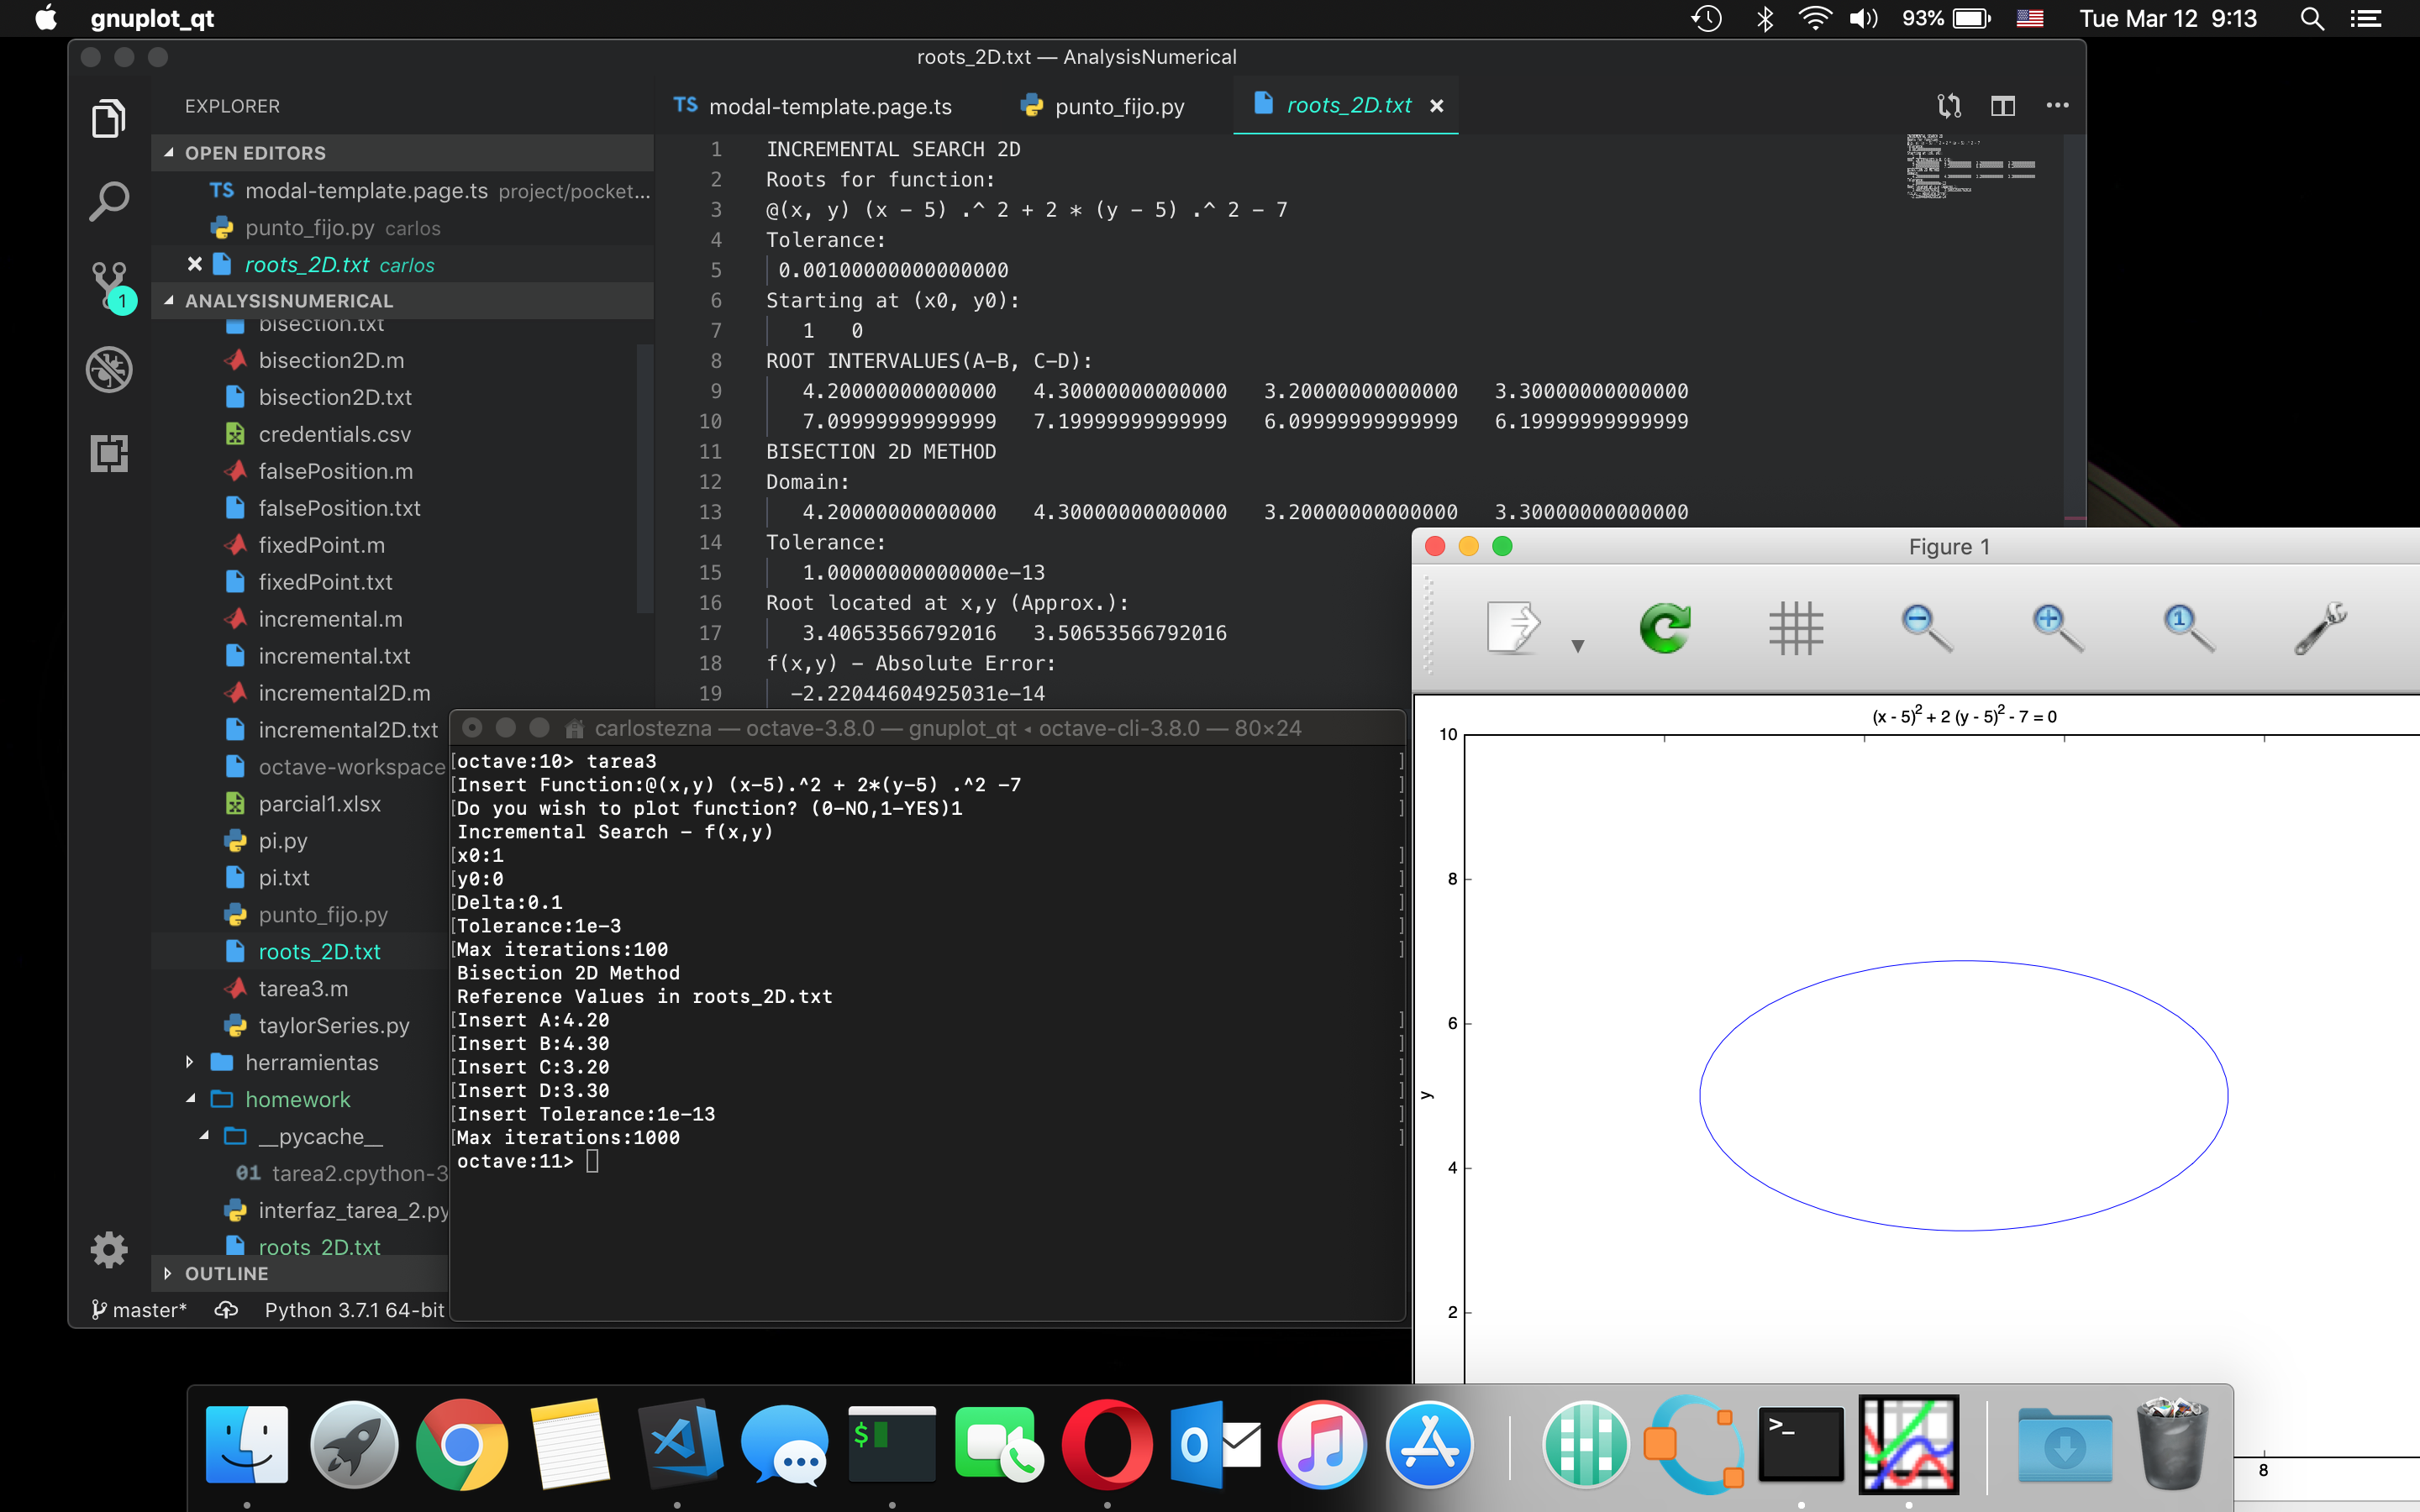 gnuplot_qt
93%
Tue Mar 12 9:13
roots_2D.txt — AnalysisNumerical
EXPLORER
OPEN EDITORS
TS modal-template.page.ts project/pocket...
punto_fijo.py carlos
roots_2D.txt carlos
1
ANALYSISNUMERICAL
bisection.txt
bisection2D.m
bisection2D.txt
credentials.csv
falsePosition.m
falsePosition.txt
fixedPoint.m
fixedPoint.txt
incremental.m
incremental.txt
incremental2D.m
incremental2D.txt
octave-workspace
parcial1.xlsx
pi.py
pi.txt
punto_fijo.py
roots_2D.txt
tarea3.m
taylorSeries.py
herramientas
homework
__pycache__
01 tarea2.cpython-3
interfaz_tarea_2.py
roots_2D.txt
OUTLINE
master*
Python 3.7.1 64-bit
TS modal-template.page.ts
punto_fijo.py
roots_2D.txt
1 INCREMENTAL SEARCH 2D
2 Roots for function:
3 @(x, y) (x - 5) .^ 2 + 2 * (y - 5) .^ 2 - 7
4 Tolerance:
5 0.00100000000000000
6 Starting at (x0, y0):
7 1 0
8 ROOT INTERVALUES(A-B, C-D):
9 4.20000000000000 4.30000000000000 3.20000000000000 3.30000000000000
10 7.09999999999999 7.19999999999999 6.09999999999999 6.19999999999999
11 BISECTION 2D METHOD
12 Domain:
13 4.20000000000000 4.30000000000000 3.20000000000000 3.30000000000000
14 Tolerance:
15 1.00000000000000e-13
16 Root located at x,y (Approx.):
17 3.40653566792016 3.50653566792016
18 f(x,y) - Absolute Error:
19 -2.22044604925031e-14
carlostezna — octave-3.8.0 — gnuplot_qt ◂ octave-cli-3.8.0 — 80×24
[octave:10> tarea3 ]
[Insert Function:@(x,y) (x-5).^2 + 2*(y-5) .^2 -7 ]
[Do you wish to plot function? (0-NO,1-YES)1 ]
Incremental Search - f(x,y)
[x0:1 ]
[y0:0 ]
[Delta:0.1 ]
[Tolerance:1e-3 ]
[Max iterations:100 ]
Bisection 2D Method
Reference Values in roots_2D.txt
[Insert A:4.20 ]
[Insert B:4.30 ]
[Insert C:3.20 ]
[Insert D:3.30 ]
[Insert Tolerance:1e-13 ]
[Max iterations:1000 ]
octave:11>
Figure 1
1
(x - 5)² + 2 (y - 5)² - 7 = 0
10
8
6
y
4
2
8
$
O
>_